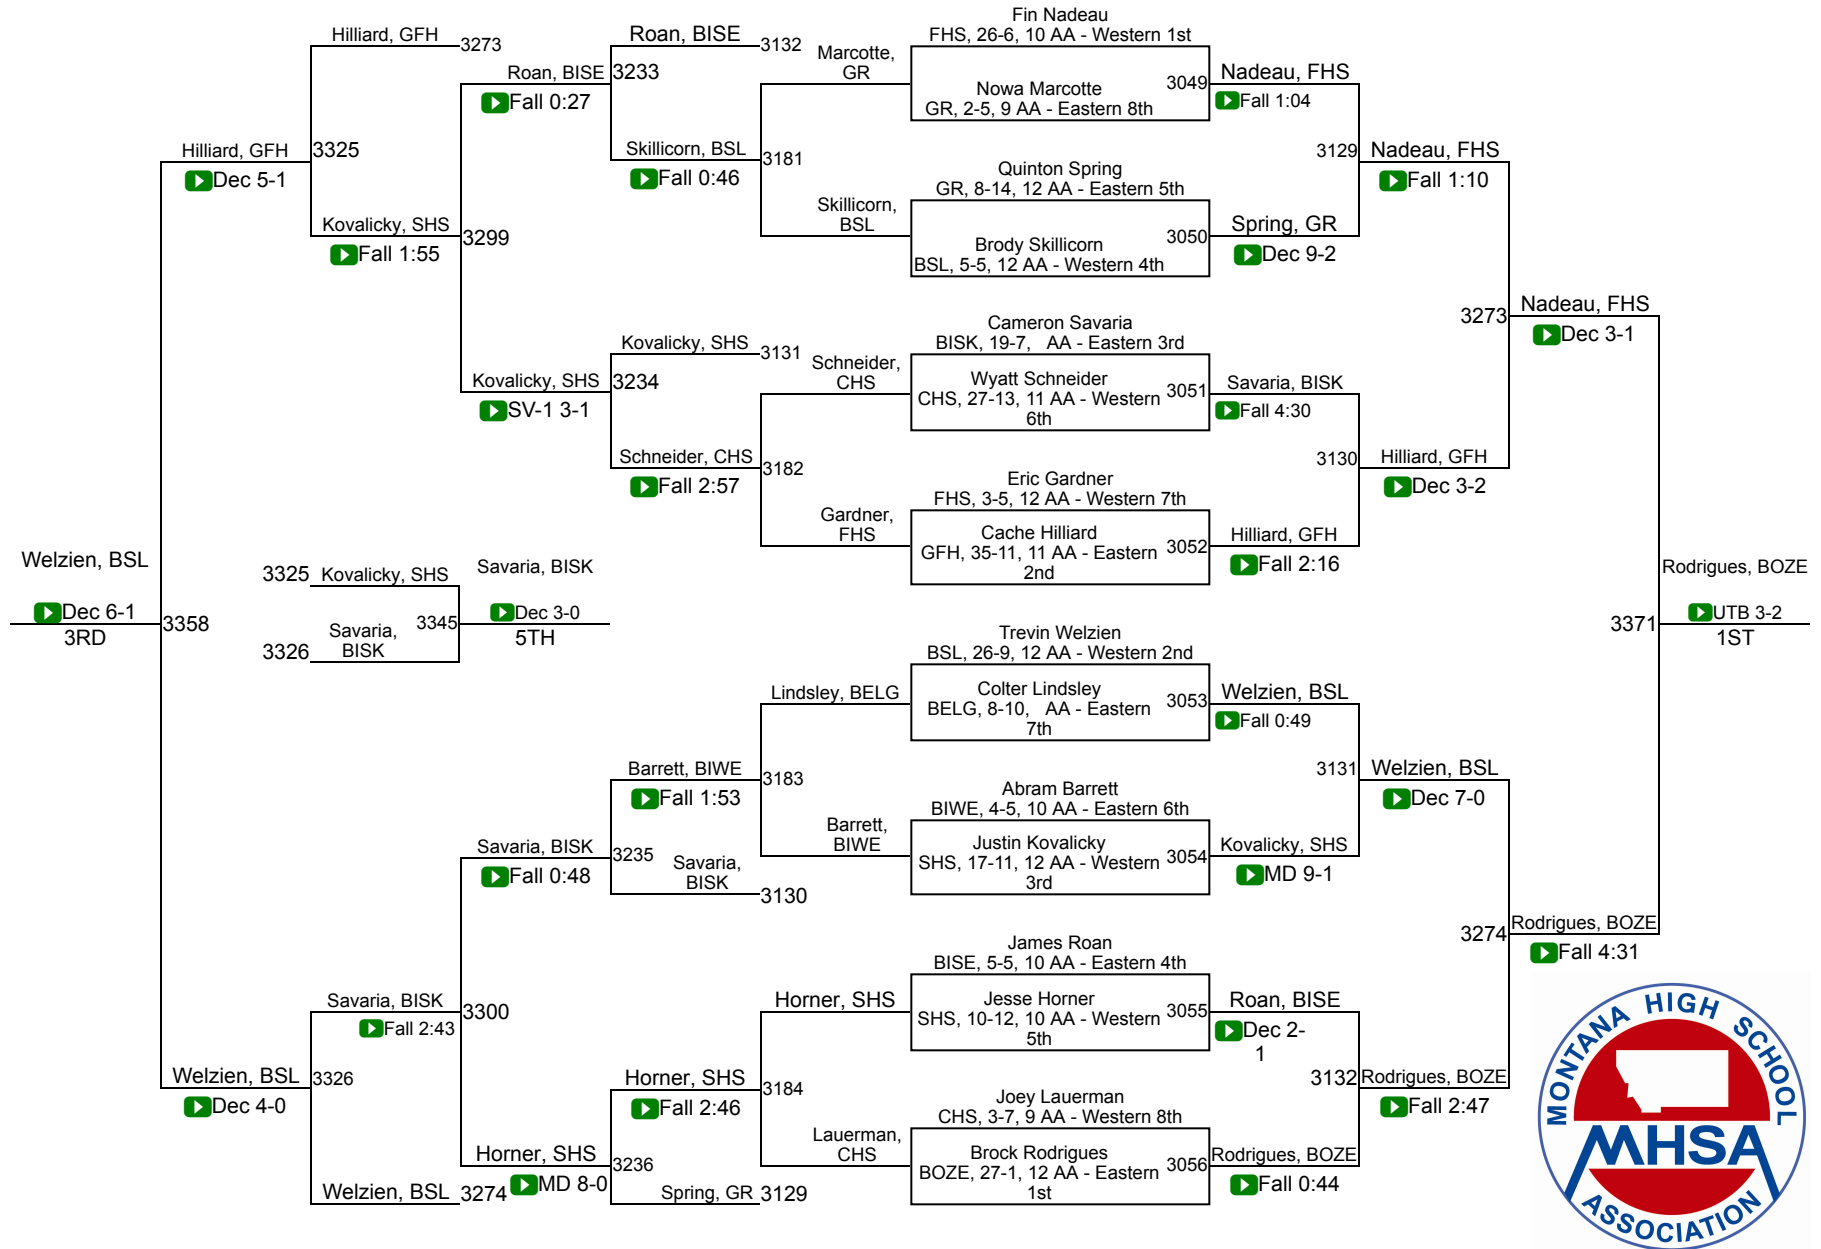 Hilliard, GFH
3273
Roan, BISE
3233
Fall 0:27
Roan, BISE
3132
Marcotte,
GR
Fin Nadeau
FHS, 26-6, 10 AA - Western 1st
Nowa Marcotte
GR, 2-5, 9 AA - Eastern 8th
3049
Nadeau, FHS
Fall 1:04
Hilliard, GFH
Dec 5-1
3325
Skillicorn, BSL
Fall 0:46
3181
Quinton Spring
GR, 8-14, 12 AA - Eastern 5th
3129
Nadeau, FHS
Fall 1:10
Kovalicky, SHS
Fall 1:55
3299
Skillicorn,
BSL
Brody Skillicorn
BSL, 5-5, 12 AA - Western 4th
3050
Spring, GR
Dec 9-2
3273
Nadeau, FHS
Dec 3-1
Kovalicky, SHS
3131
Schneider,
CHS
Cameron Savaria
BISK, 19-7, AA - Eastern 3rd
Wyatt Schneider
CHS, 27-13, 11 AA - Western
6th
3051
Savaria, BISK
Fall 4:30
Kovalicky, SHS
SV-1 3-1
3234
Schneider, CHS
Fall 2:57
3182
Eric Gardner
FHS, 3-5, 12 AA - Western 7th
3130
Hilliard, GFH
Dec 3-2
Gardner,
FHS
Cache Hilliard
GFH, 35-11, 11 AA - Eastern
2nd
3052
Hilliard, GFH
Fall 2:16
Welzien, BSL
Dec 6-1
3RD
3358
3325
Kovalicky, SHS
3326
Savaria,
BISK
3345
Savaria, BISK
Dec 3-0
5TH
3371
Rodrigues, BOZE
UTB 3-2
1ST
Lindsley, BELG
Trevin Welzien
BSL, 26-9, 12 AA - Western 2nd
Colter Lindsley
BELG, 8-10, AA - Eastern
7th
3053
Welzien, BSL
Fall 0:49
Barrett, BIWE
Fall 1:53
3183
Abram Barrett
BIWE, 4-5, 10 AA - Eastern 6th
3131
Welzien, BSL
Dec 7-0
Barrett,
BIWE
Justin Kovalicky
SHS, 17-11, 12 AA - Western
3rd
3054
Kovalicky, SHS
MD 9-1
Savaria, BISK
Fall 0:48
3235
Savaria,
BISK
3130
3274
Rodrigues, BOZE
Fall 4:31
Savaria, BISK
Fall 2:43
3300
Horner, SHS
James Roan
BISE, 5-5, 10 AA - Eastern 4th
Jesse Horner
SHS, 10-12, 10 AA - Western
5th
3055
Roan, BISE
Dec 2-
1
Welzien, BSL
Dec 4-0
3326
Horner, SHS
Fall 2:46
3184
Joey Lauerman
CHS, 3-7, 9 AA - Western 8th
3132
Rodrigues, BOZE
Fall 2:47
Lauerman,
CHS
Brock Rodrigues
BOZE, 27-1, 12 AA - Eastern
1st
3056
Rodrigues, BOZE
Fall 0:44
Horner, SHS
MD 8-0
3236
Welzien, BSL
3274
Spring, GR
3129
MONTANA HIGH SCHOOL
MHSA
ASSOCIATION